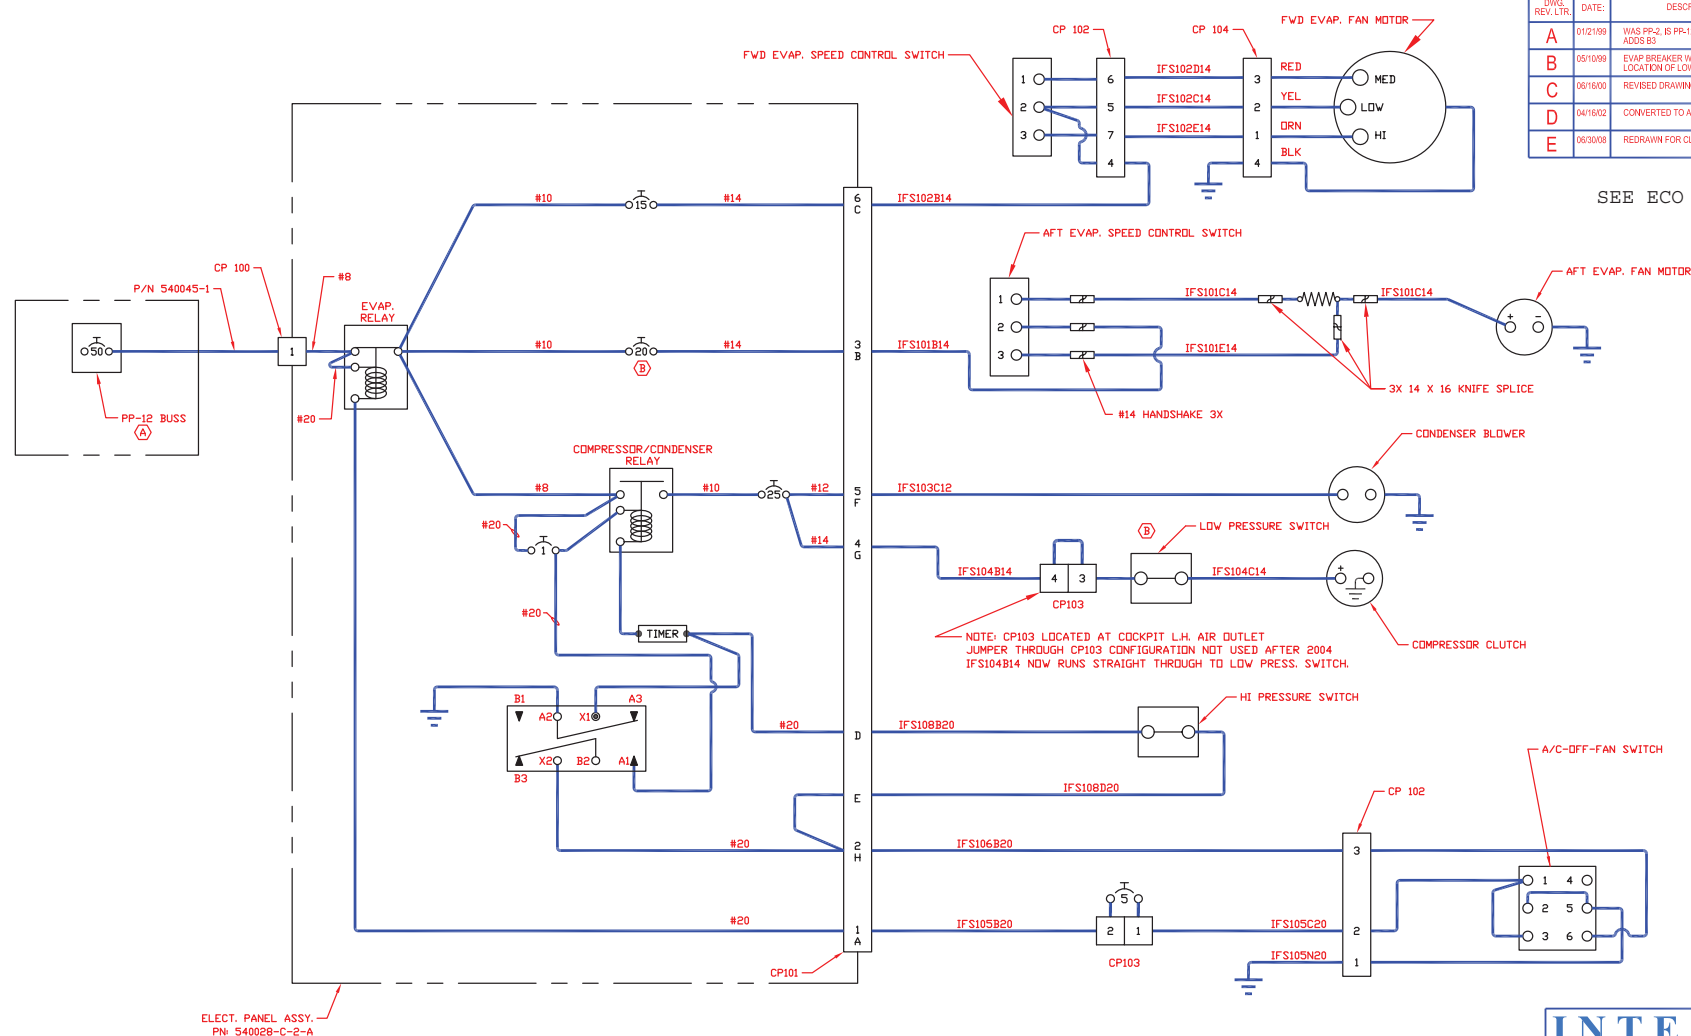 DWG. REV. LTR. DATE: DESCR
A 01/21/99 WAS PP-2, IS PP-1
ADDS B3
B 05/10/99 EVAP BREAKER W
LOCATION OF LOW
C 06/16/00 REVISED DRAWIN
D 04/16/02 CONVERTED TO A
E 06/30/08 REDRAWN FOR CL
SEE ECO
FWD EVAP. SPEED CONTROL SWITCH
CP 102
CP 104
FWD EVAP. FAN MOTOR
1 6 IFS102D14 3 RED MED
2 5 IFS102C14 2 YEL LOW
3 7 IFS102E14 1 ORN HI
4 4 BLK
#10 15 #14 6 C IFS102B14
AFT EVAP. SPEED CONTROL SWITCH
AFT EVAP. FAN MOTOR
CP 100
#8
P/N 540045-1
EVAP.
RELAY
1 IFS101C14 IFS101C14
2 + -
3 IFS101E14
50 1 #10 20 #14 3 B IFS101B14
B
3X 14 X 16 KNIFE SPLICE
#14 HANDSHAKE 3X
PP-12 BUSS
A
#20
COMPRESSOR/CONDENSER
RELAY
CONDENSER BLOWER
#8 #10 25 #12 5 F IFS103C12
#20
1
#14 4 G
B LOW PRESSURE SWITCH
IFS104B14 4 3 IFS104C14 +
CP103
#20
TIMER
NOTE: CP103 LOCATED AT COCKPIT L.H. AIR OUTLET
JUMPER THROUGH CP103 CONFIGURATION NOT USED AFTER 2004
IFS104B14 NOW RUNS STRAIGHT THROUGH TO LOW PRESS. SWITCH.
COMPRESSOR CLUTCH
HI PRESSURE SWITCH
B1 A3
A2 X1
#20 D IFS108B20
X2 B2 A1
B3
E IFS108D20
A/C-OFF-FAN SWITCH
CP 102
#20 2 H IFS106B20 3
1 4
2 5
3 6
5
#20 1 A IFS105B20 2 1 IFS105C20 2
CP103
IFS105N20 1
CP101
ELECT. PANEL ASSY.
PN: 540028-C-2-A
INTE